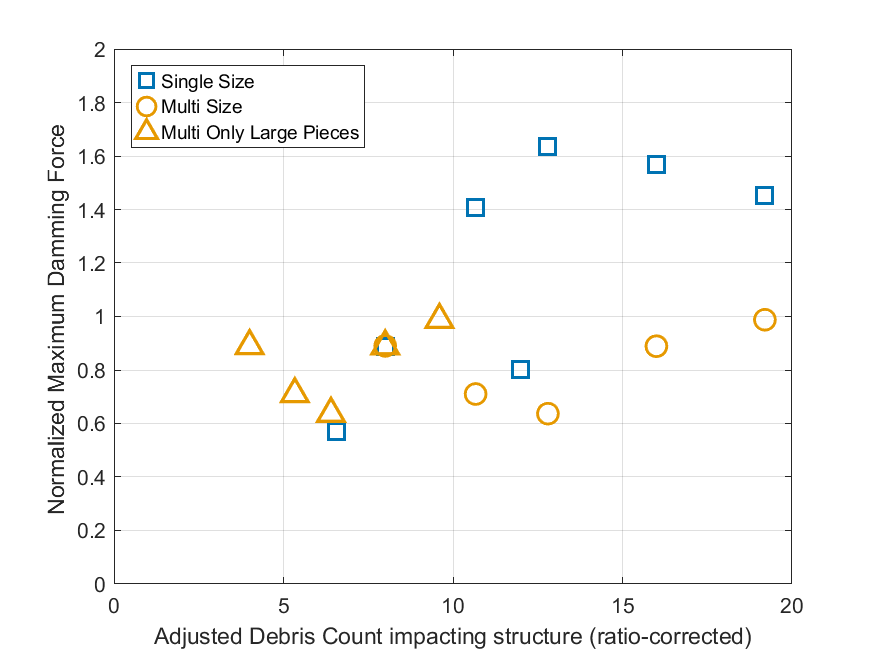 2
1.8
1.6
1.4
1.2
1
0.8
0.6
0.4
0.2
0
Normalized Maximum Damming Force
Single Size
Multi Size
Multi Only Large Pieces
0 5 10 15 20
Adjusted Debris Count impacting structure (ratio-corrected)